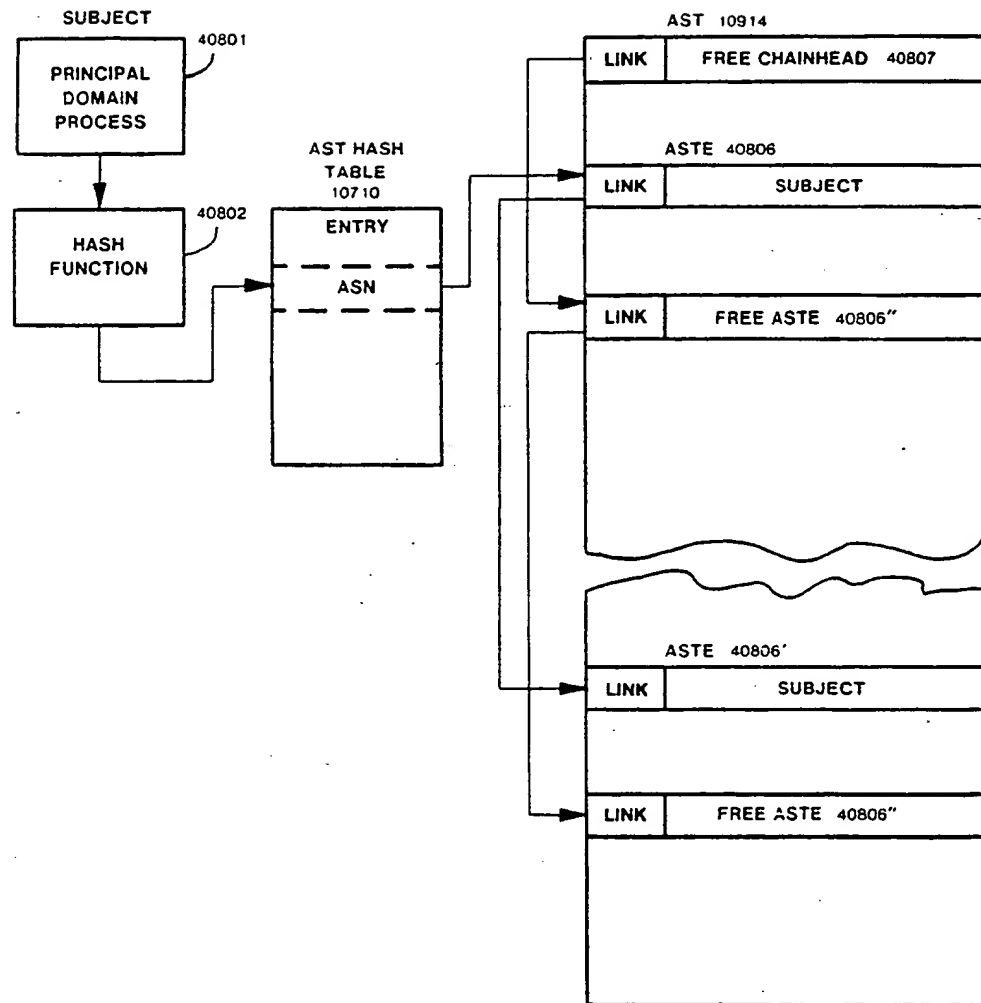 SUBJECT
40801
PRINCIPAL
DOMAIN
PROCESS
40802
HASH
FUNCTION
AST HASH
TABLE
10710
ENTRY
ASN
AST 10914
LINK FREE CHAINHEAD 40807
ASTE 40806
LINK SUBJECT
LINK FREE ASTE 40806"
ASTE 40806'
LINK SUBJECT
LINK FREE ASTE 40806"